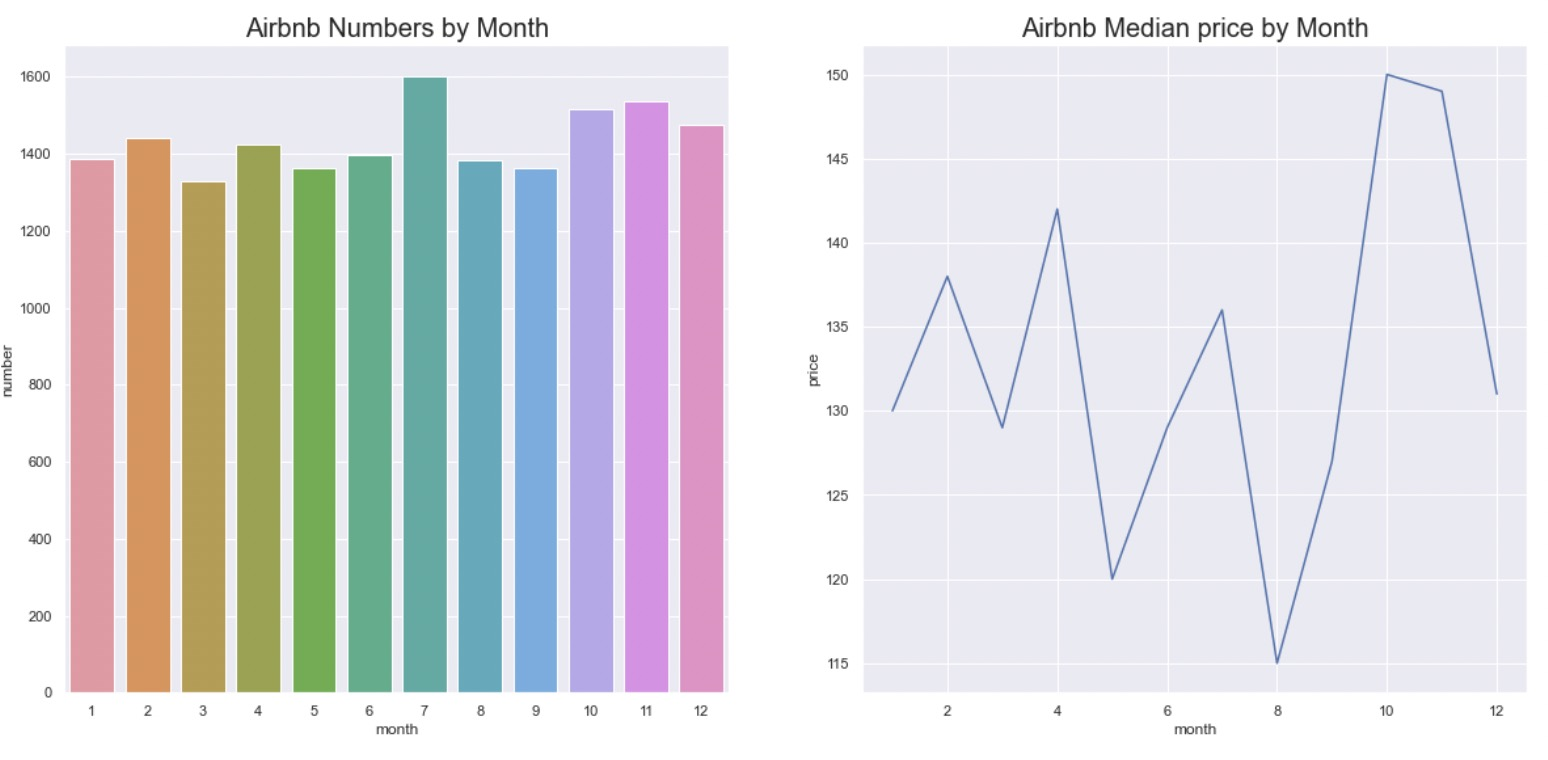 Airbnb Numbers by Month
1600
1400
1200
1000
800
600
400
200
0
number
1 2 3 4 5 6 7 8 9 10 11 12
month
Airbnb Median price by Month
150
145
140
135
130
125
120
115
price
2 4 6 8 10 12
month